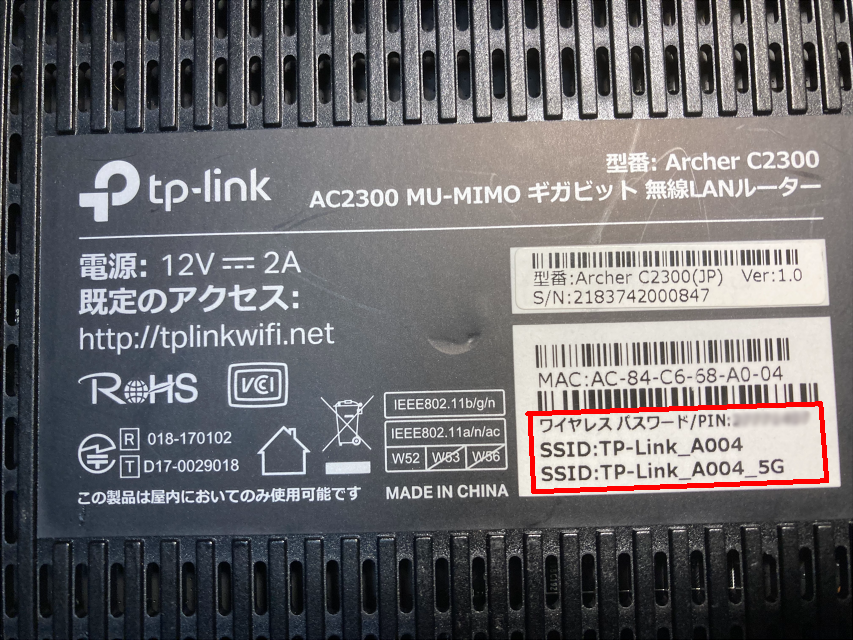 tp-link
型番: Archer C2300
AC2300 MU-MIMO ギガビット 無線LANルーター
電源: 12V 2A
既定のアクセス:
http://tplinkwifi.net
型番:Archer C2300(JP) Ver:1.0
S/N:2183742000847
MAC:AC-84-C6-68-A0-04
ワイヤレス パスワード/PIN:
SSID:TP-Link_A004
SSID:TP-Link_A004_5G
RoHS
VCCI
IEEE802.11b/g/n
IEEE802.11a/n/ac
W52 W53 W56
R 018-170102
T D17-0029018
この製品は屋内においてのみ使用可能です
MADE IN CHINA